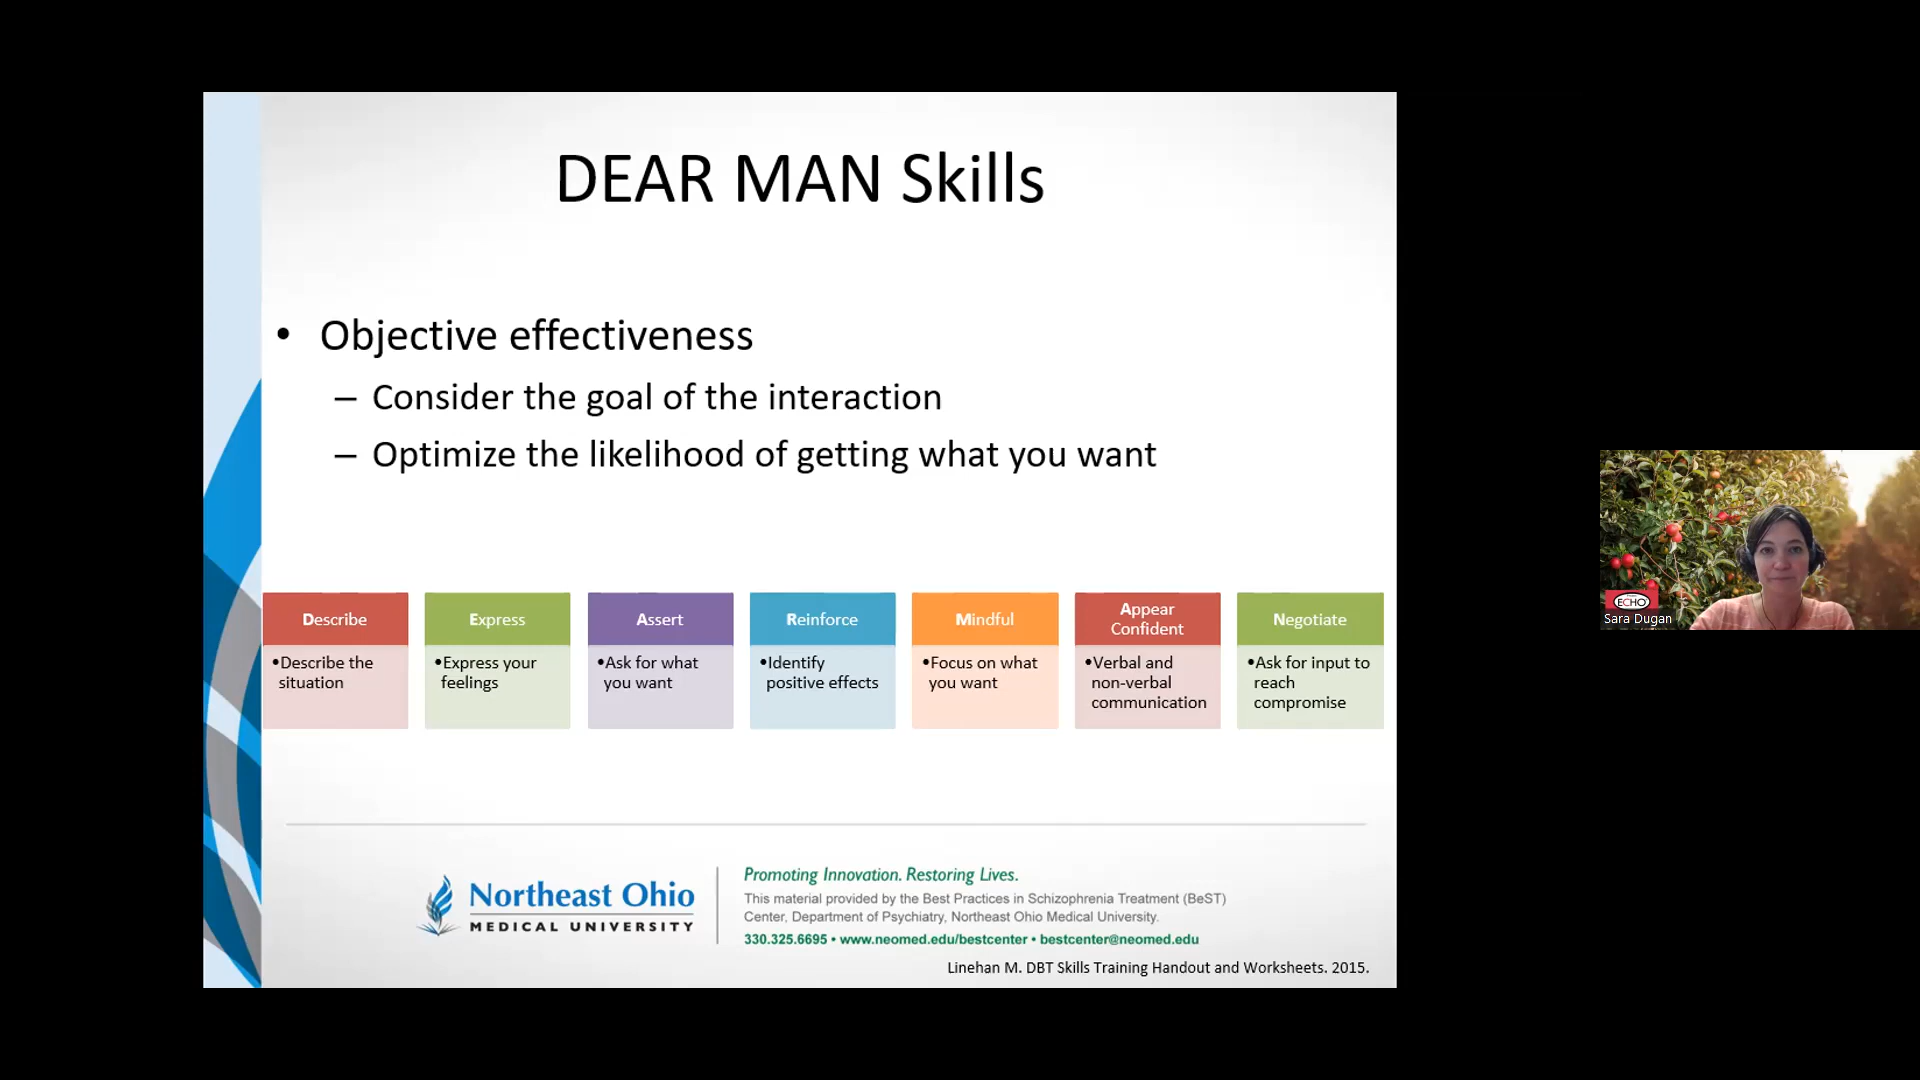 DEAR MAN Skills
• Objective effectiveness
– Consider the goal of the interaction
– Optimize the likelihood of getting what you want
Describe
•Describe the
situation
Express
•Express your
feelings
Assert
•Ask for what
you want
Reinforce
•Identify
positive effects
Mindful
•Focus on what
you want
Appear
Confident
•Verbal and
non-verbal
communication
Negotiate
•Ask for input to
reach
compromise
Northeast Ohio
MEDICAL UNIVERSITY
Promoting Innovation. Restoring Lives.
This material provided by the Best Practices in Schizophrenia Treatment (BeST)
Center, Department of Psychiatry, Northeast Ohio Medical University.
330.325.6695 • www.neomed.edu/bestcenter • bestcenter@neomed.edu
Linehan M. DBT Skills Training Handout and Worksheets. 2015.
ECHO
Sara Dugan